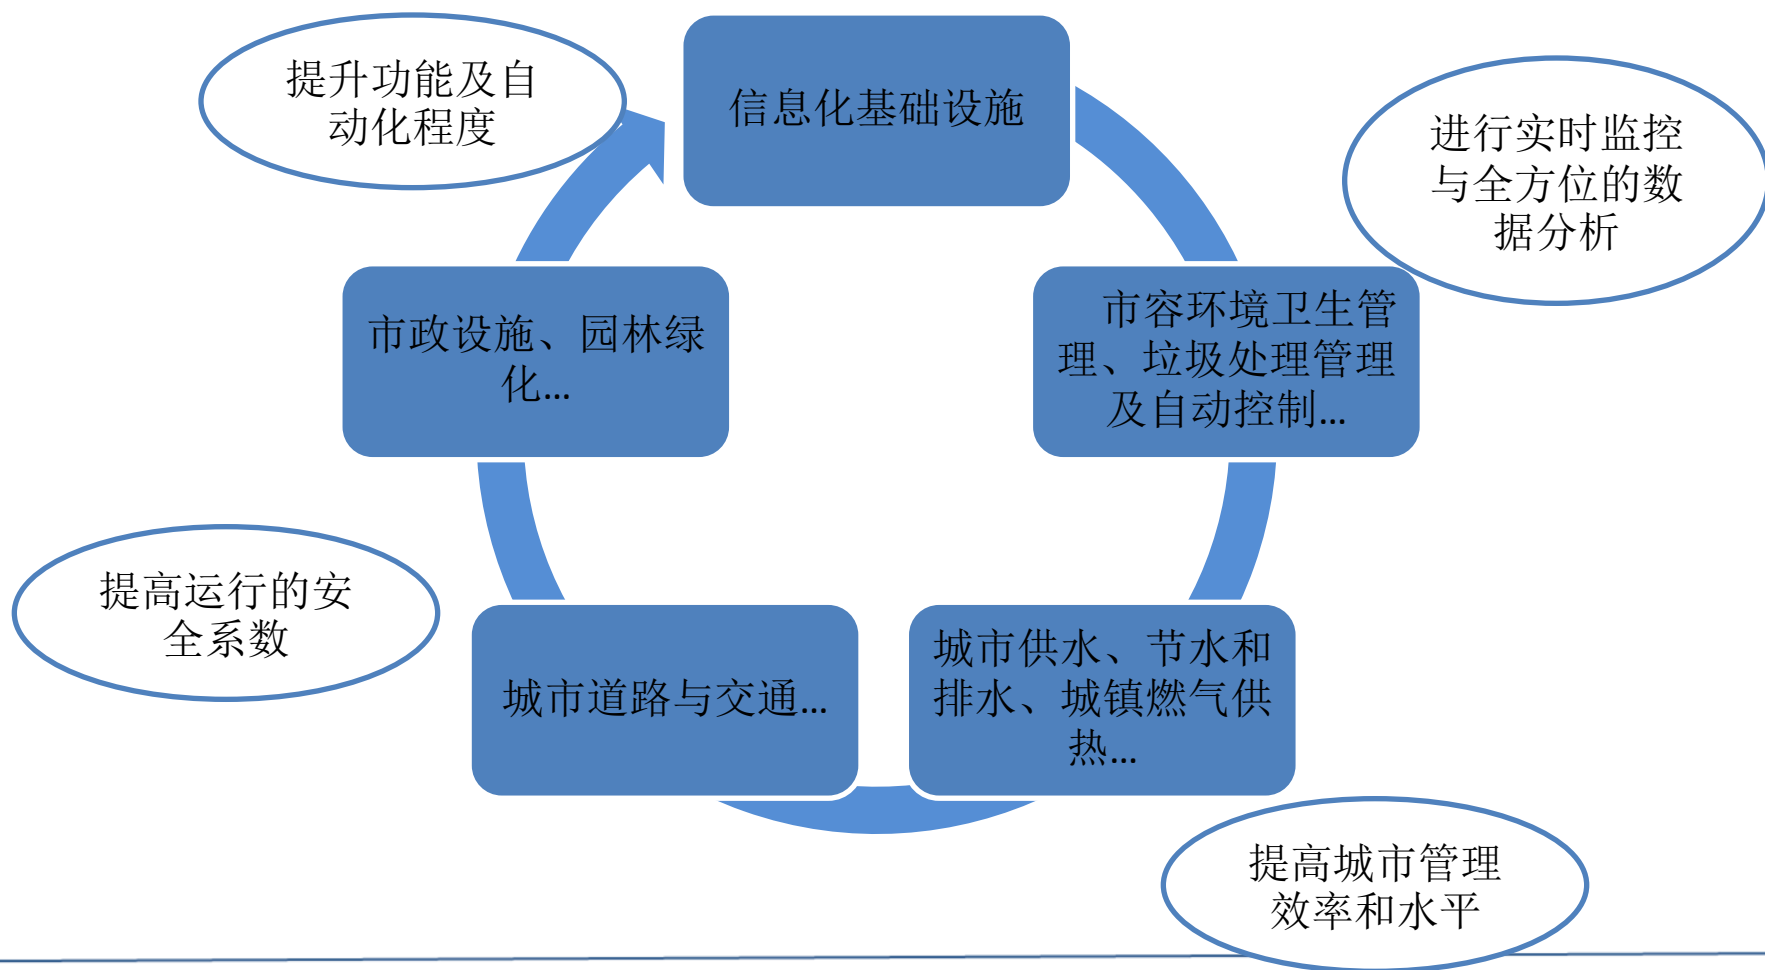 提升功能及自
动化程度
信息化基础设施
进行实时监控
与全方位的数
据分析
市政设施、园林绿
化...
市容环境卫生管
理、垃圾处理管理
及自动控制...
提高运行的安
全系数
城市道路与交通...
城市供水、节水和
排水、城镇燃气供
热...
提高城市管理
效率和水平